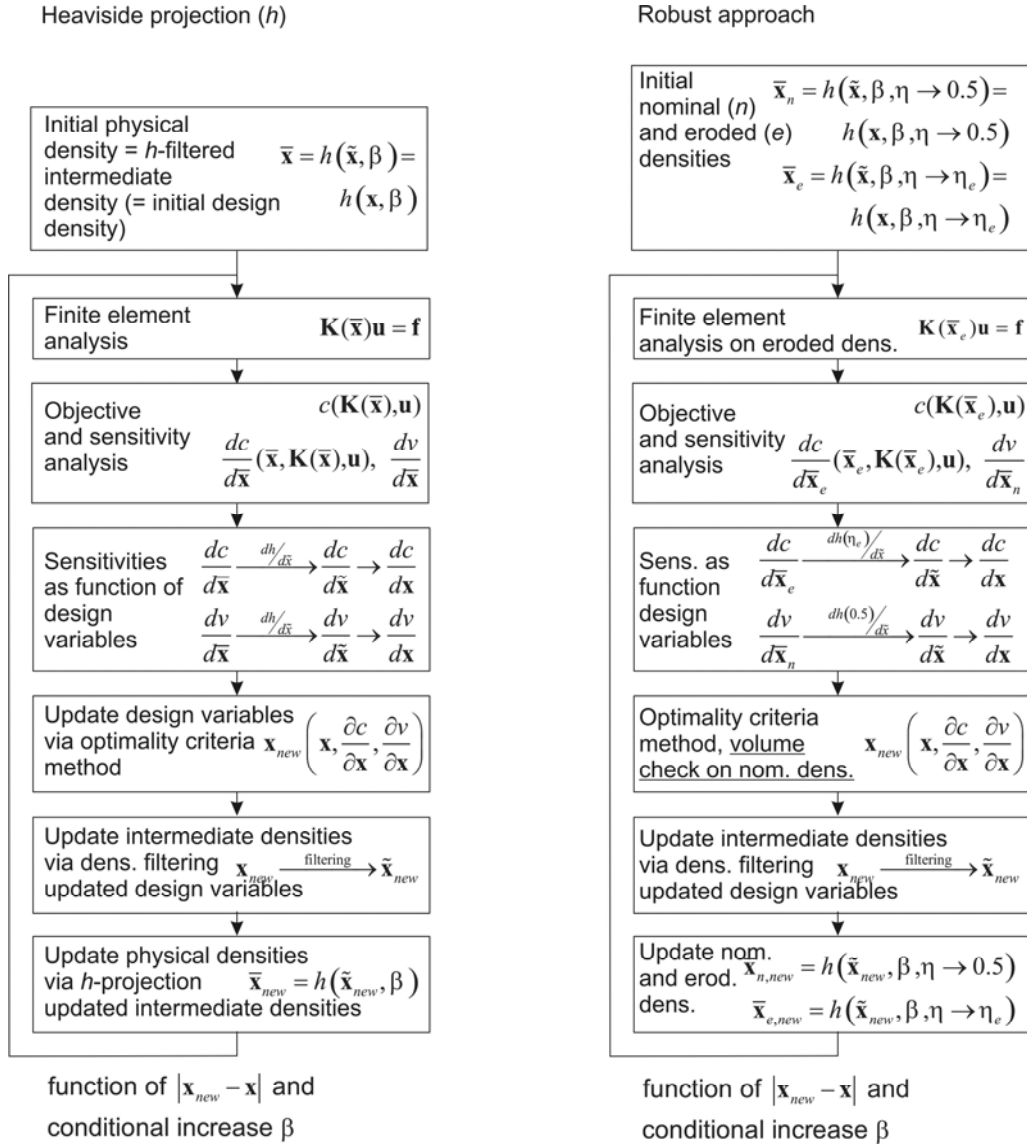 Heaviside projection (h)
Initial physical
density = h-filtered
intermediate
density (= initial design
density)
x̄ = h(x̃, β) =
h(x, β)
Finite element
analysis
K(x̄)u = f
Objective
and sensitivity
analysis
c(K(x̄),u)
dc/dx̄ (x̄, K(x̄),u), dv/dx̄
Sensitivities
as function of
design
variables
dc/dx̄ —dh/dx̃→ dc/dx̃ → dc/dx
dv/dx̄ —dh/dx̃→ dv/dx̃ → dv/dx
Update design variables
via optimality criteria
method
x_new (x, ∂c/∂x, ∂v/∂x)
Update intermediate densities
via dens. filtering x_new —filtering→ x̃_new
updated design variables
Update physical densities
via h-projection x̄_new = h(x̃_new, β)
updated intermediate densities
function of |x_new − x| and
conditional increase β
Robust approach
Initial
nominal (n)
and eroded (e)
densities
x̄_n = h(x̃, β, η → 0.5) =
h(x, β, η → 0.5)
x̄_e = h(x̃, β, η → η_e) =
h(x, β, η → η_e)
Finite element
analysis on eroded dens.
K(x̄_e)u = f
Objective
and sensitivity
analysis
c(K(x̄_e),u)
dc/dx̄_e (x̄_e, K(x̄_e),u), dv/dx̄_n
Sens. as
function
design
variables
dc/dx̄_e —dh(η_e)/dx̃→ dc/dx̃ → dc/dx
dv/dx̄_n —dh(0.5)/dx̃→ dv/dx̃ → dv/dx
Optimality criteria
method, volume
check on nom. dens.
x_new (x, ∂c/∂x, ∂v/∂x)
Update intermediate densities
via dens. filtering x_new —filtering→ x̃_new
updated design variables
Update nom.
and erod.
dens.
x̄_n,new = h(x̃_new, β, η → 0.5)
x̄_e,new = h(x̃_new, β, η → η_e)
function of |x_new − x| and
conditional increase β